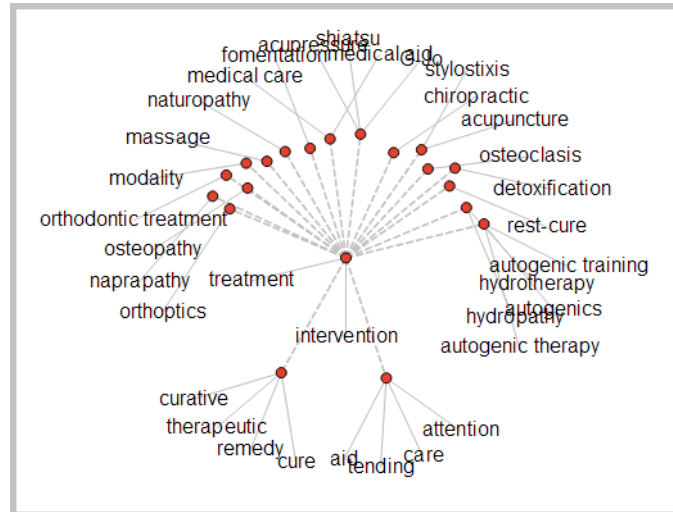 shiatsu
acupressure
fomentation
medical aid
G-Jo
medical care
stylostixis
naturopathy
chiropractic
massage
acupuncture
modality
osteoclasis
detoxification
orthodontic treatment
rest-cure
osteopathy
naprapathy
treatment
autogenic training
hydrotherapy
orthoptics
autogenics
hydropathy
intervention
autogenic therapy
curative
therapeutic
attention
remedy
cure
aid
care
tending